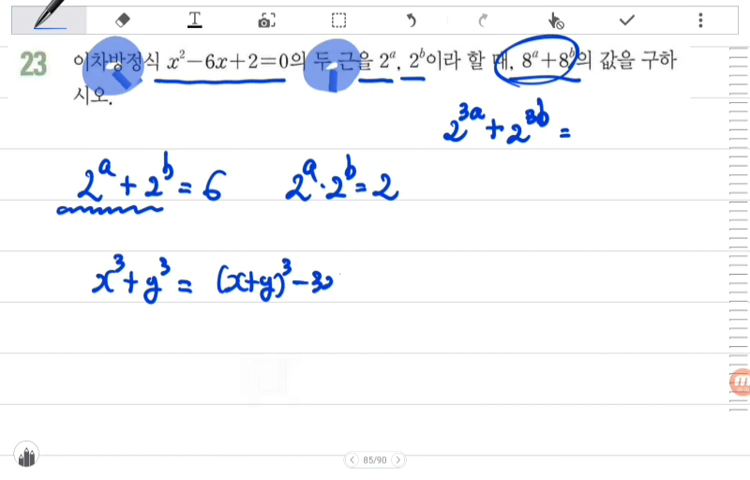 23 이차방정식 x²−6x+2=0의 두 근을 2ᵃ, 2ᵇ이라 할 때, 8ᵃ+8ᵇ의 값을 구하
시오.
2³ᵃ + 2³ᵇ =
2ᵃ + 2ᵇ = 6 2ᵃ · 2ᵇ = 2
x³ + y³ = (x+y)³ − 3
85/90